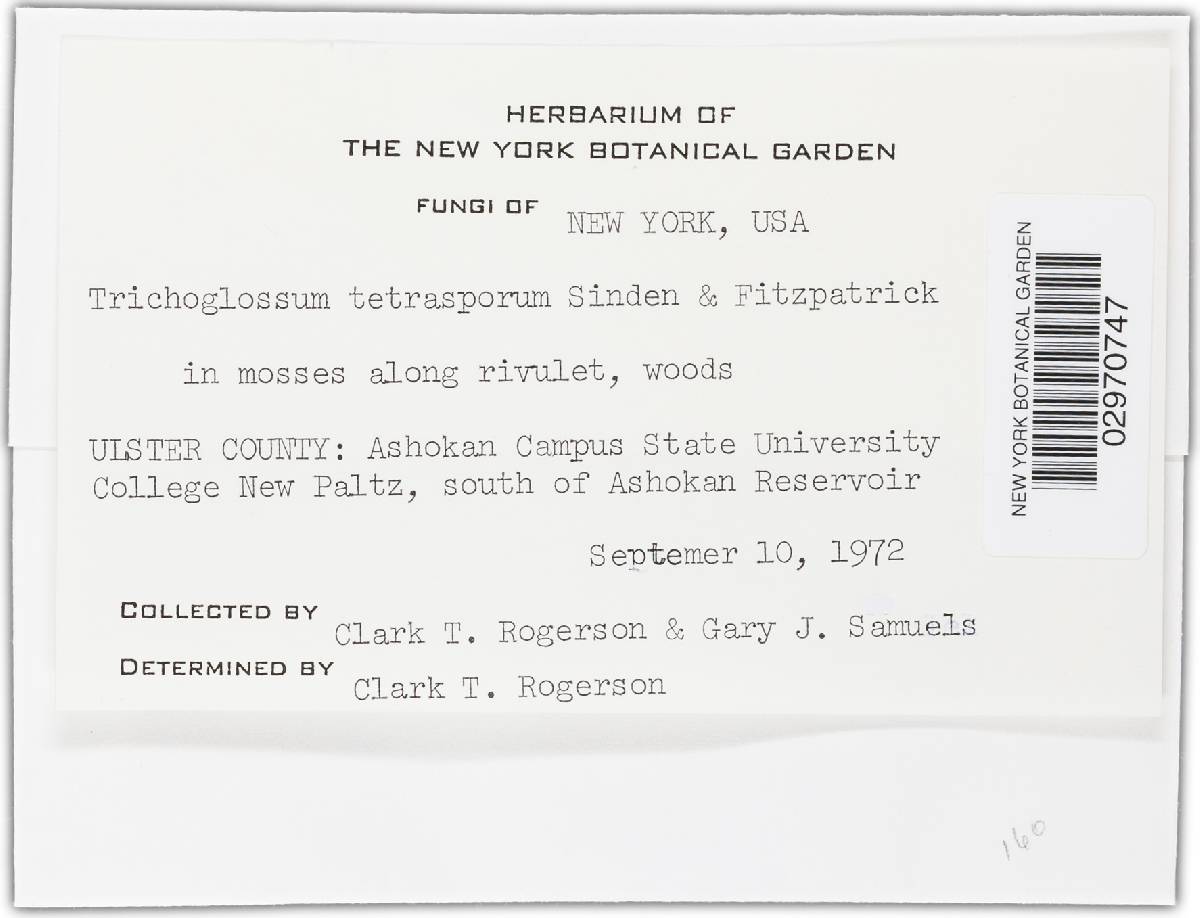 HERBARIUM OF
THE NEW YORK BOTANICAL GARDEN
FUNGI OF NEW YORK, USA
Trichoglossum tetrasporum Sinden & Fitzpatrick
in mosses along rivulet, woods
ULSTER COUNTY: Ashokan Campus State University
College New Paltz, south of Ashokan Reservoir
Septemer 10, 1972
COLLECTED BY Clark T. Rogerson & Gary J. Samuels
DETERMINED BY Clark T. Rogerson
NEW YORK BOTANICAL GARDEN
02970747
160